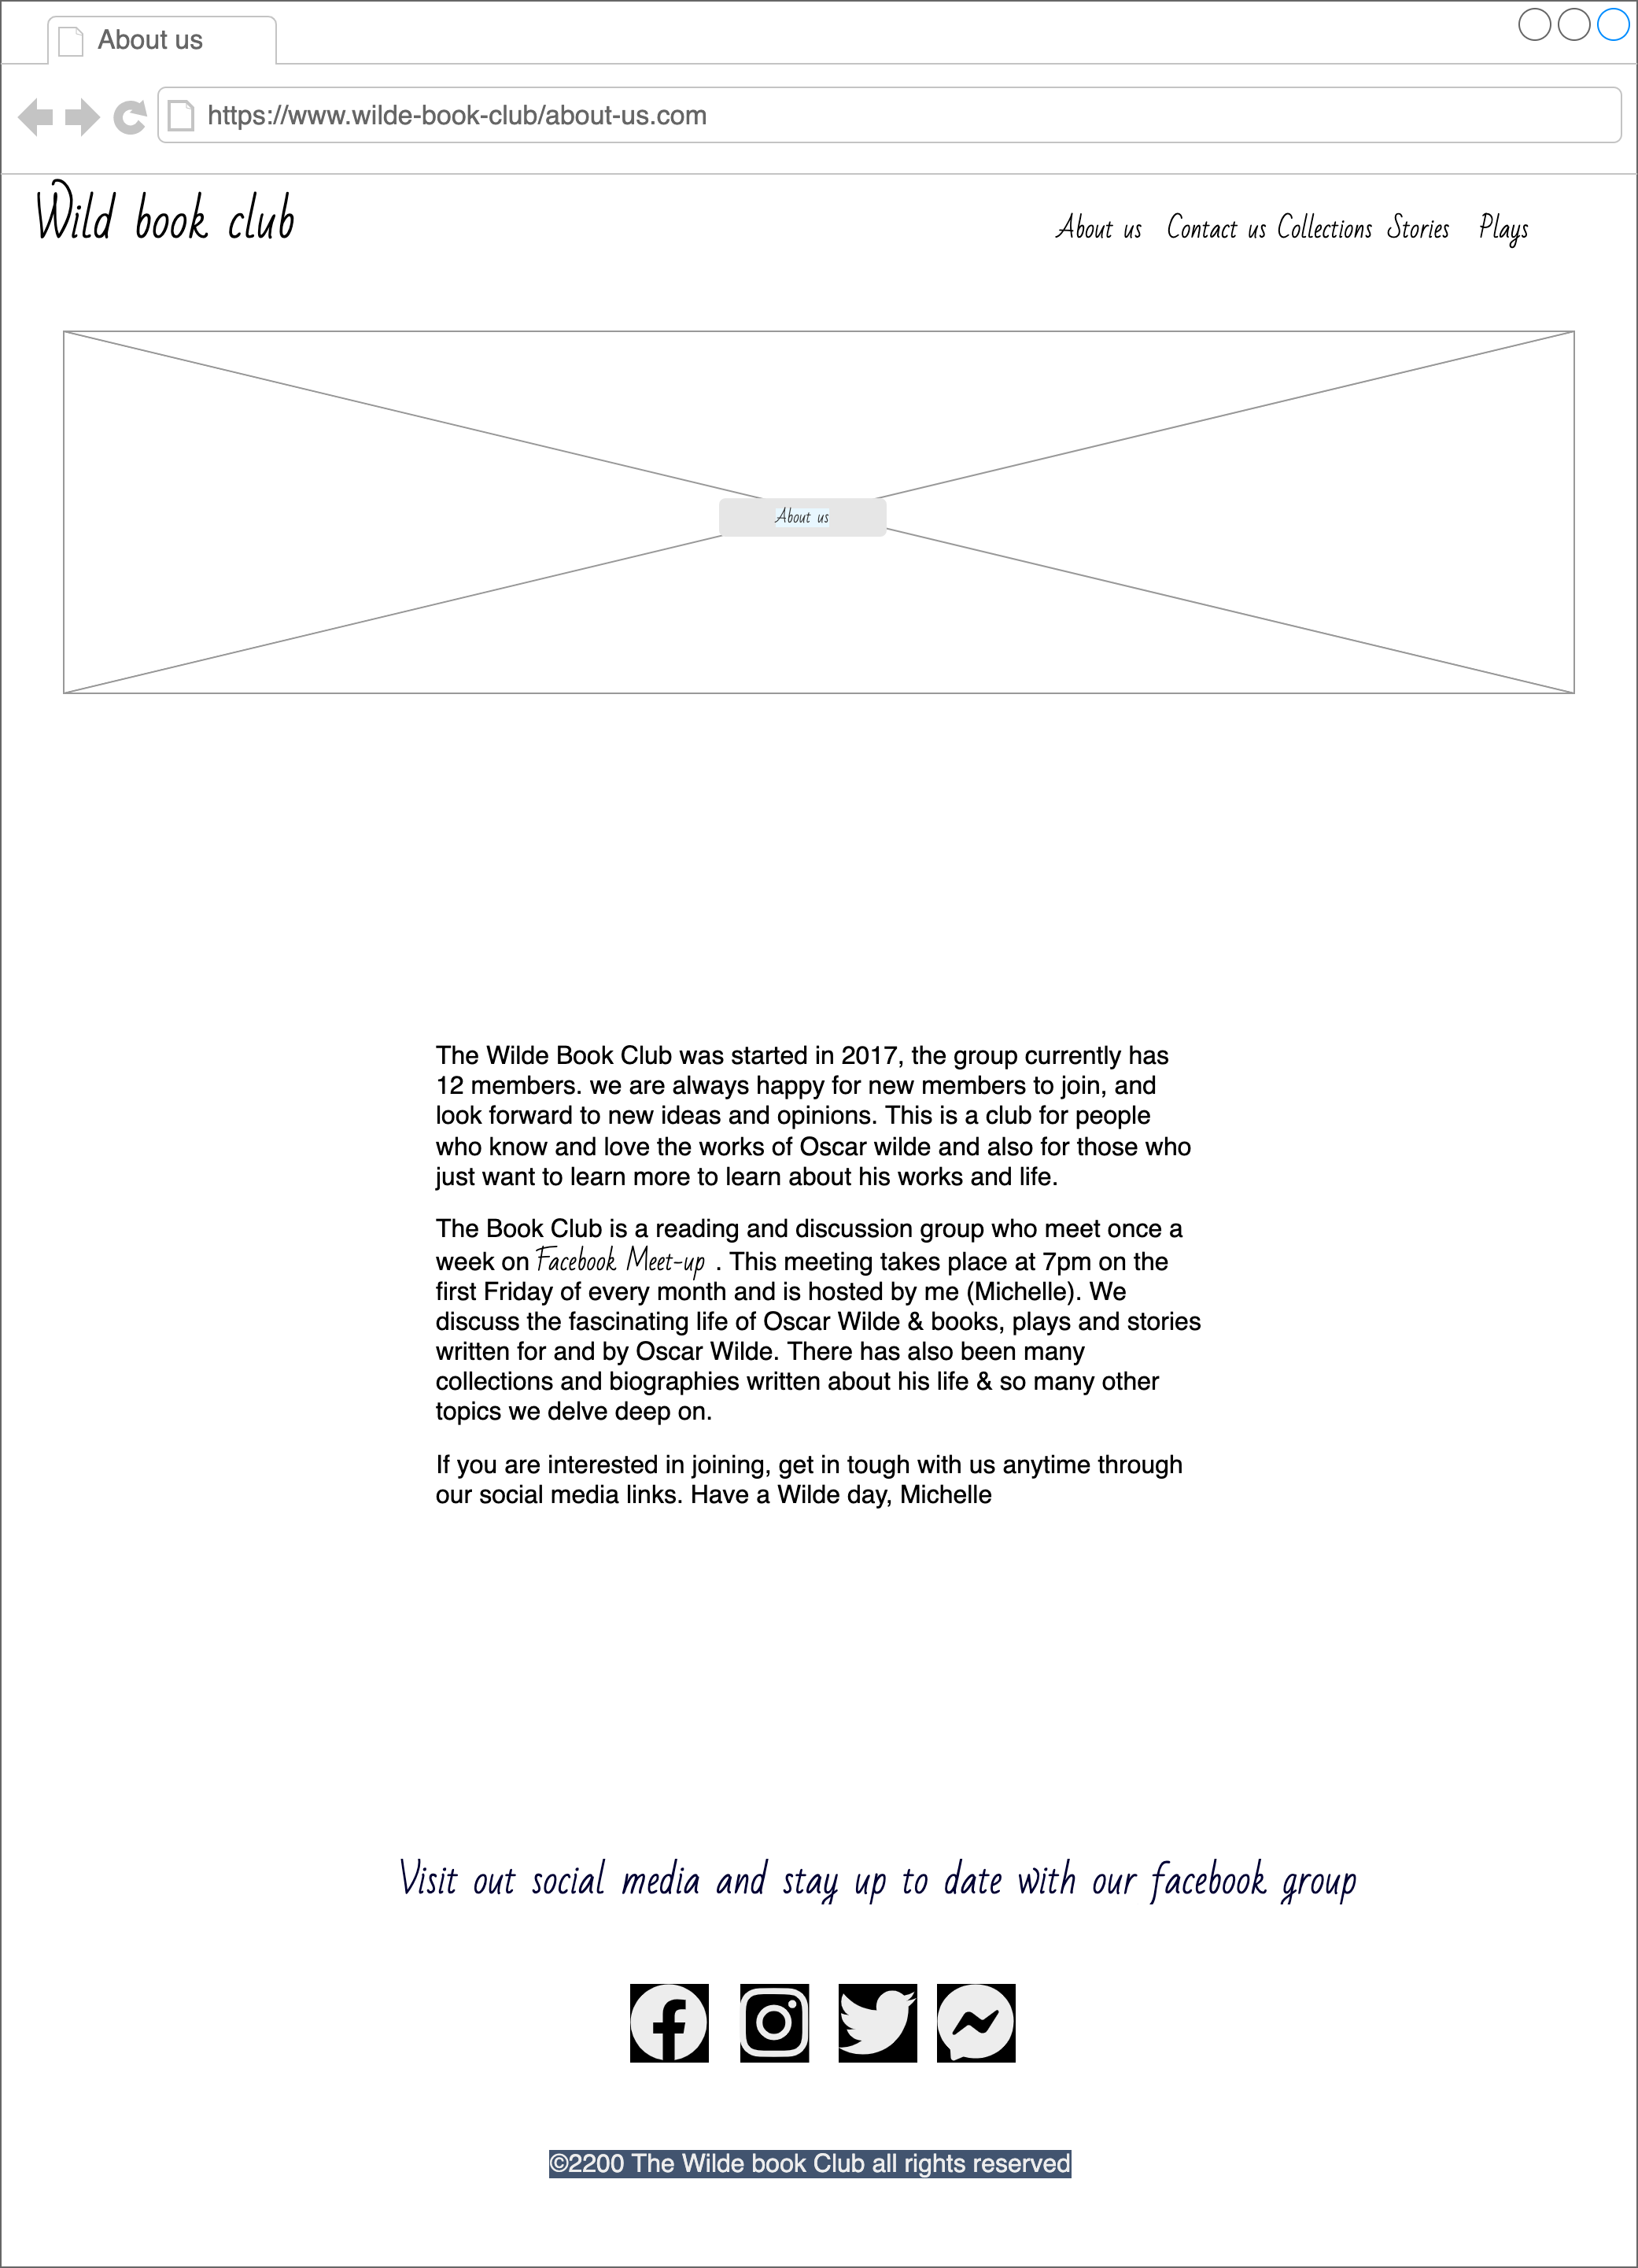 About us
https://www.wilde-book-club/about-us.com
Wild book club
About us Contact us Collections Stories Plays
About us
The Wilde Book Club was started in 2017, the group currently has
12 members. we are always happy for new members to join, and
look forward to new ideas and opinions. This is a club for people
who know and love the works of Oscar wilde and also for those who
just want to learn more to learn about his works and life.
The Book Club is a reading and discussion group who meet once a
week on Facebook Meet-up . This meeting takes place at 7pm on the
first Friday of every month and is hosted by me (Michelle). We
discuss the fascinating life of Oscar Wilde & books, plays and stories
written for and by Oscar Wilde. There has also been many
collections and biographies written about his life & so many other
topics we delve deep on.
If you are interested in joining, get in tough with us anytime through
our social media links. Have a Wilde day, Michelle
Visit out social media and stay up to date with our facebook group
©2200 The Wilde book Club all rights reserved